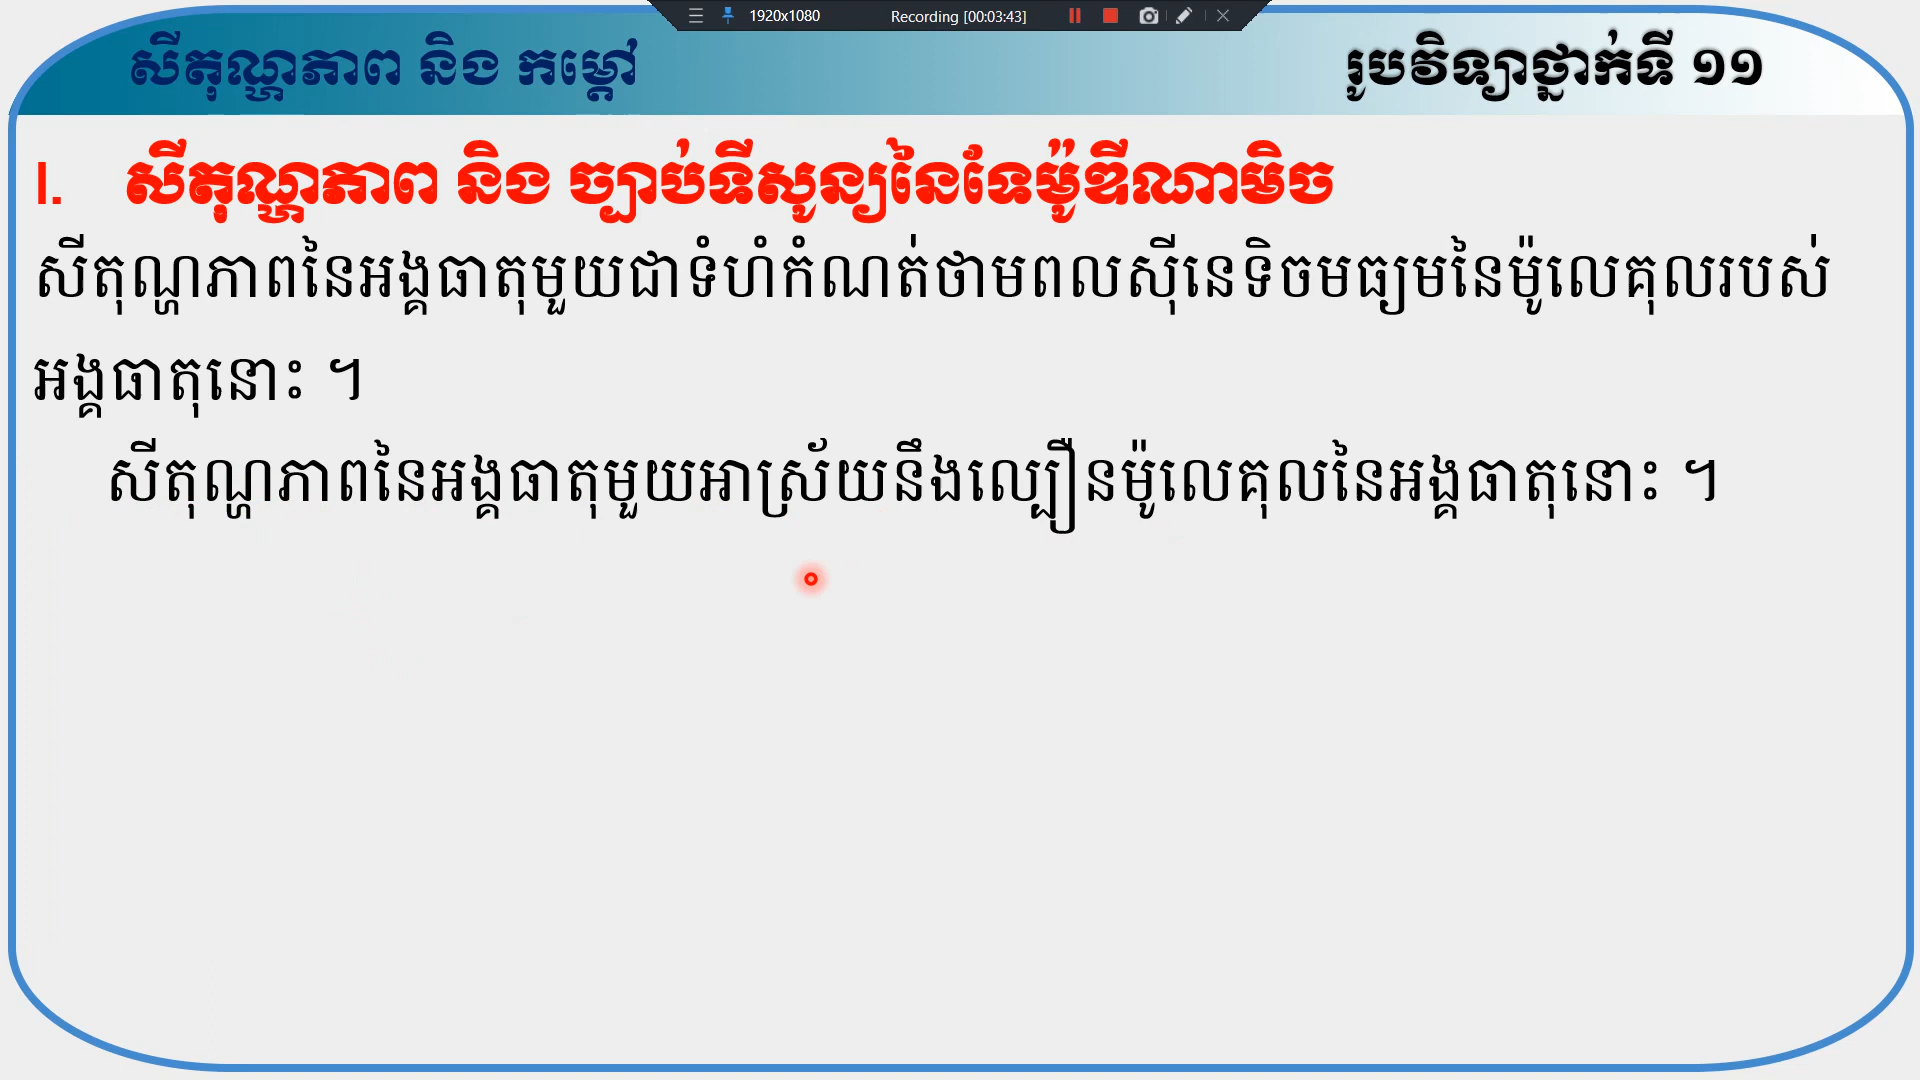 1920x1080 Recording [00:03:43]
សីតុណ្ហភាព និង កម្ដៅ
រូបវិទ្យាថ្នាក់ទី ១១
I. សីតុណ្ហភាព និង ច្បាប់ទីសូន្យនៃទែម៉ូឌីណាមិច
សីតុណ្ហភាពនៃអង្គធាតុមួយជាទំហំកំណត់ថាមពលស៊ីនេទិចមធ្យមនៃម៉ូលេគុលរបស់
អង្គធាតុនោះ ។
សីតុណ្ហភាពនៃអង្គធាតុមួយអាស្រ័យនឹងល្បឿនម៉ូលេគុលនៃអង្គធាតុនោះ ។